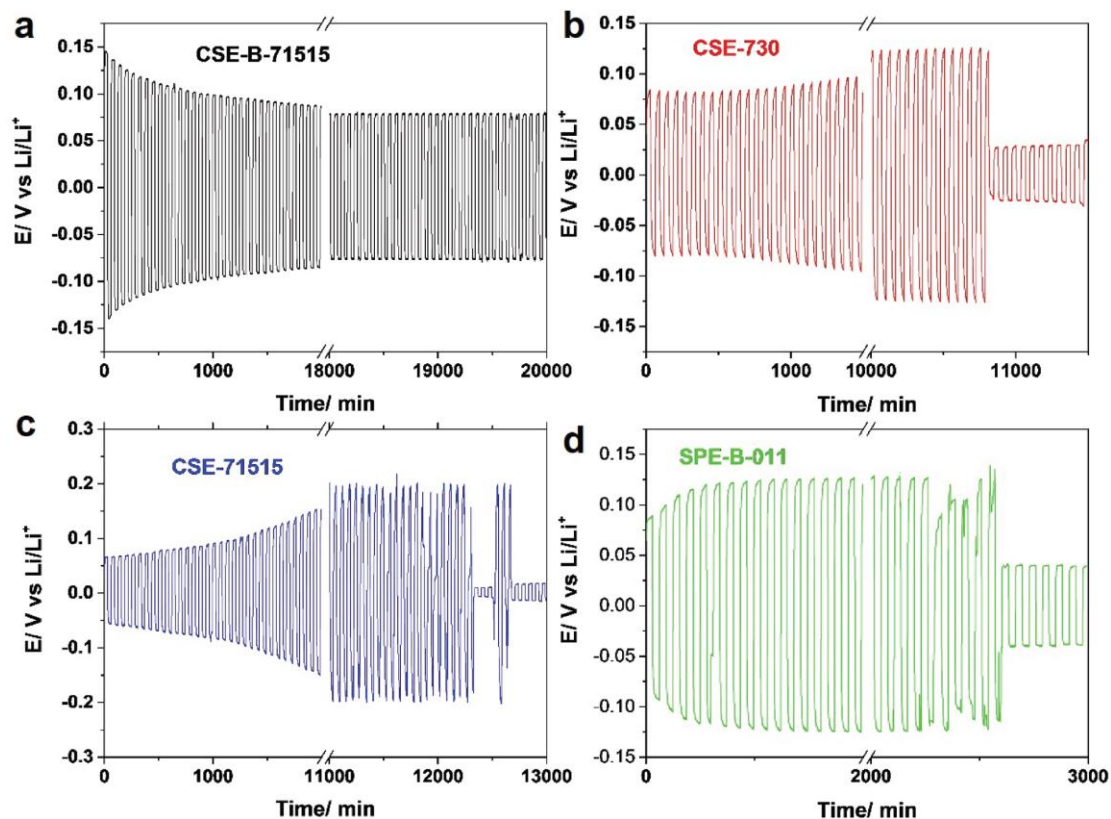 a
CSE-B-71515
E/ V vs Li/Li⁺
0.15
0.10
0.05
0.00
-0.05
-0.10
-0.15
0 1000 18000 19000 20000
Time/ min
b
CSE-730
E/ V vs Li/Li⁺
0.15
0.10
0.05
0.00
-0.05
-0.10
-0.15
0 1000 10000 11000
Time/ min
c
CSE-71515
E/ V vs Li/Li⁺
0.3
0.2
0.1
0.0
-0.1
-0.2
-0.3
0 1000 11000 12000 13000
Time/ min
d
SPE-B-011
E/ V vs Li/Li⁺
0.15
0.10
0.05
0.00
-0.05
-0.10
-0.15
0 2000 3000
Time/ min